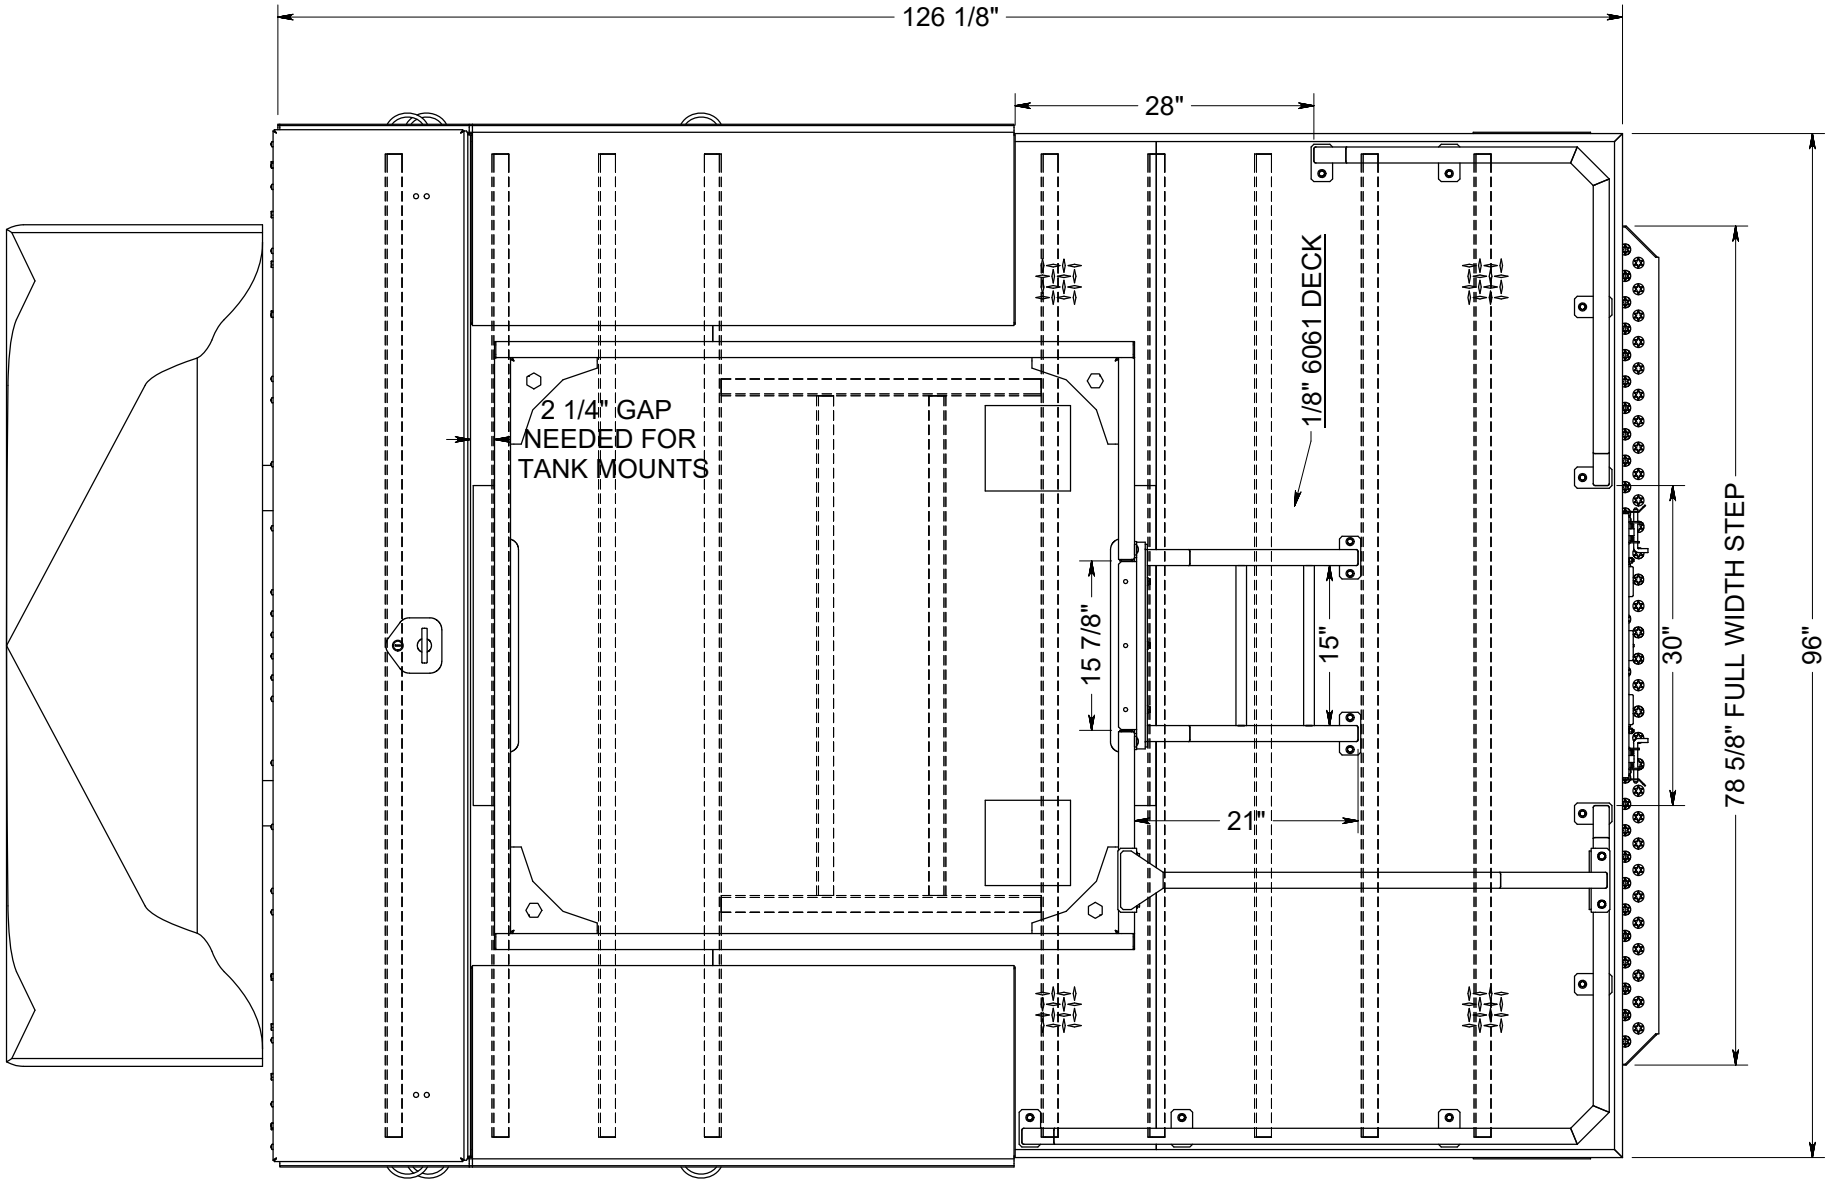 126 1/8"
28"
1/8" 6061 DECK
2 1/4" GAP
NEEDED FOR
TANK MOUNTS
15 7/8"
15"
30"
78 5/8" FULL WIDTH STEP
96"
21"